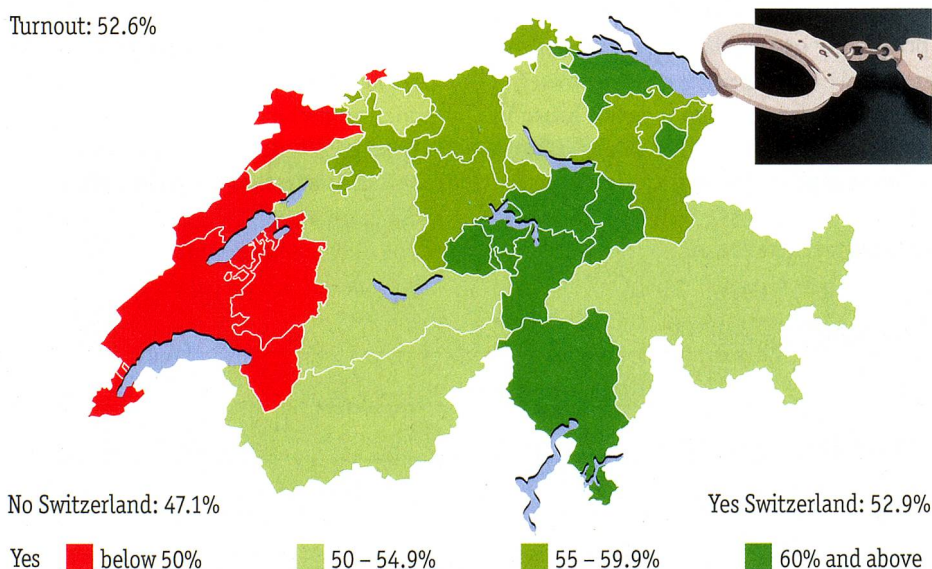 Turnout: 52.6%
No Switzerland: 47.1%
Yes Switzerland: 52.9%
Yes
below 50%
50 – 54.9%
55 – 59.9%
60% and above